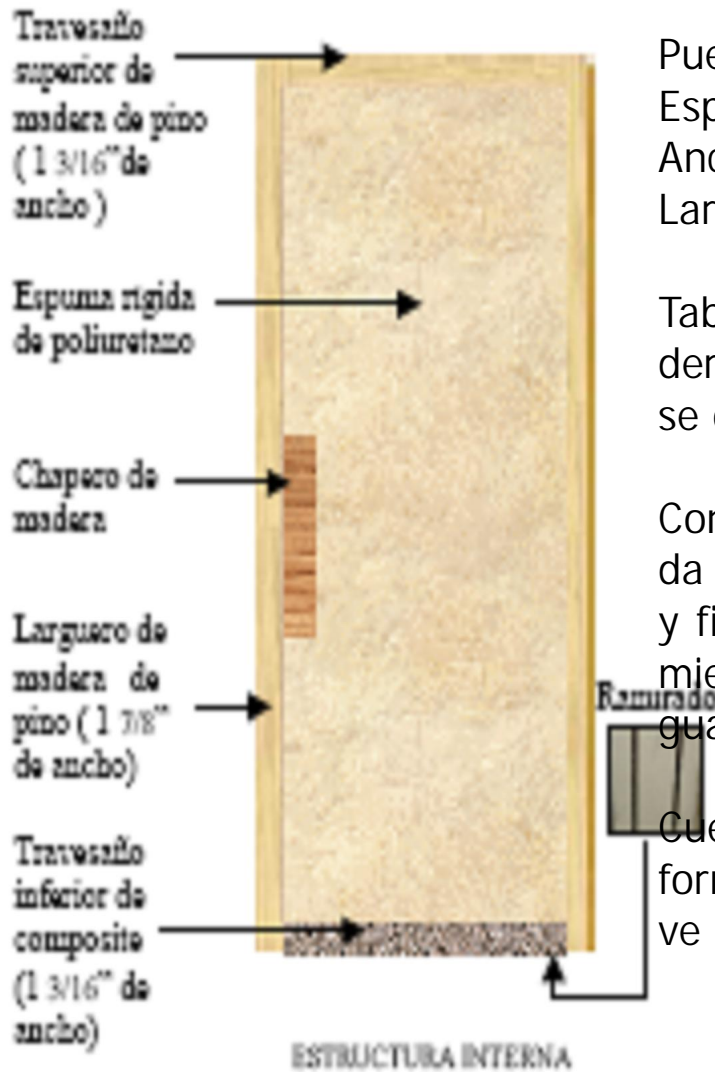 Travesaño
superior de
madera de pino
( 1 3/16” de
ancho )
Espuma rígida
de poliuretano
Chapero de
madera
Larguero de
madera de
pino ( 1 7/8”
de ancho)
Travesaño
inferior de
composite
(1 3/16” de
ancho)
ESTRUCTURA INTERNA
Ranurado
Pue
Esp
Anc
Lar
Tab
den
se
Con
da
y fi
mie
gua
Cue
for
ve